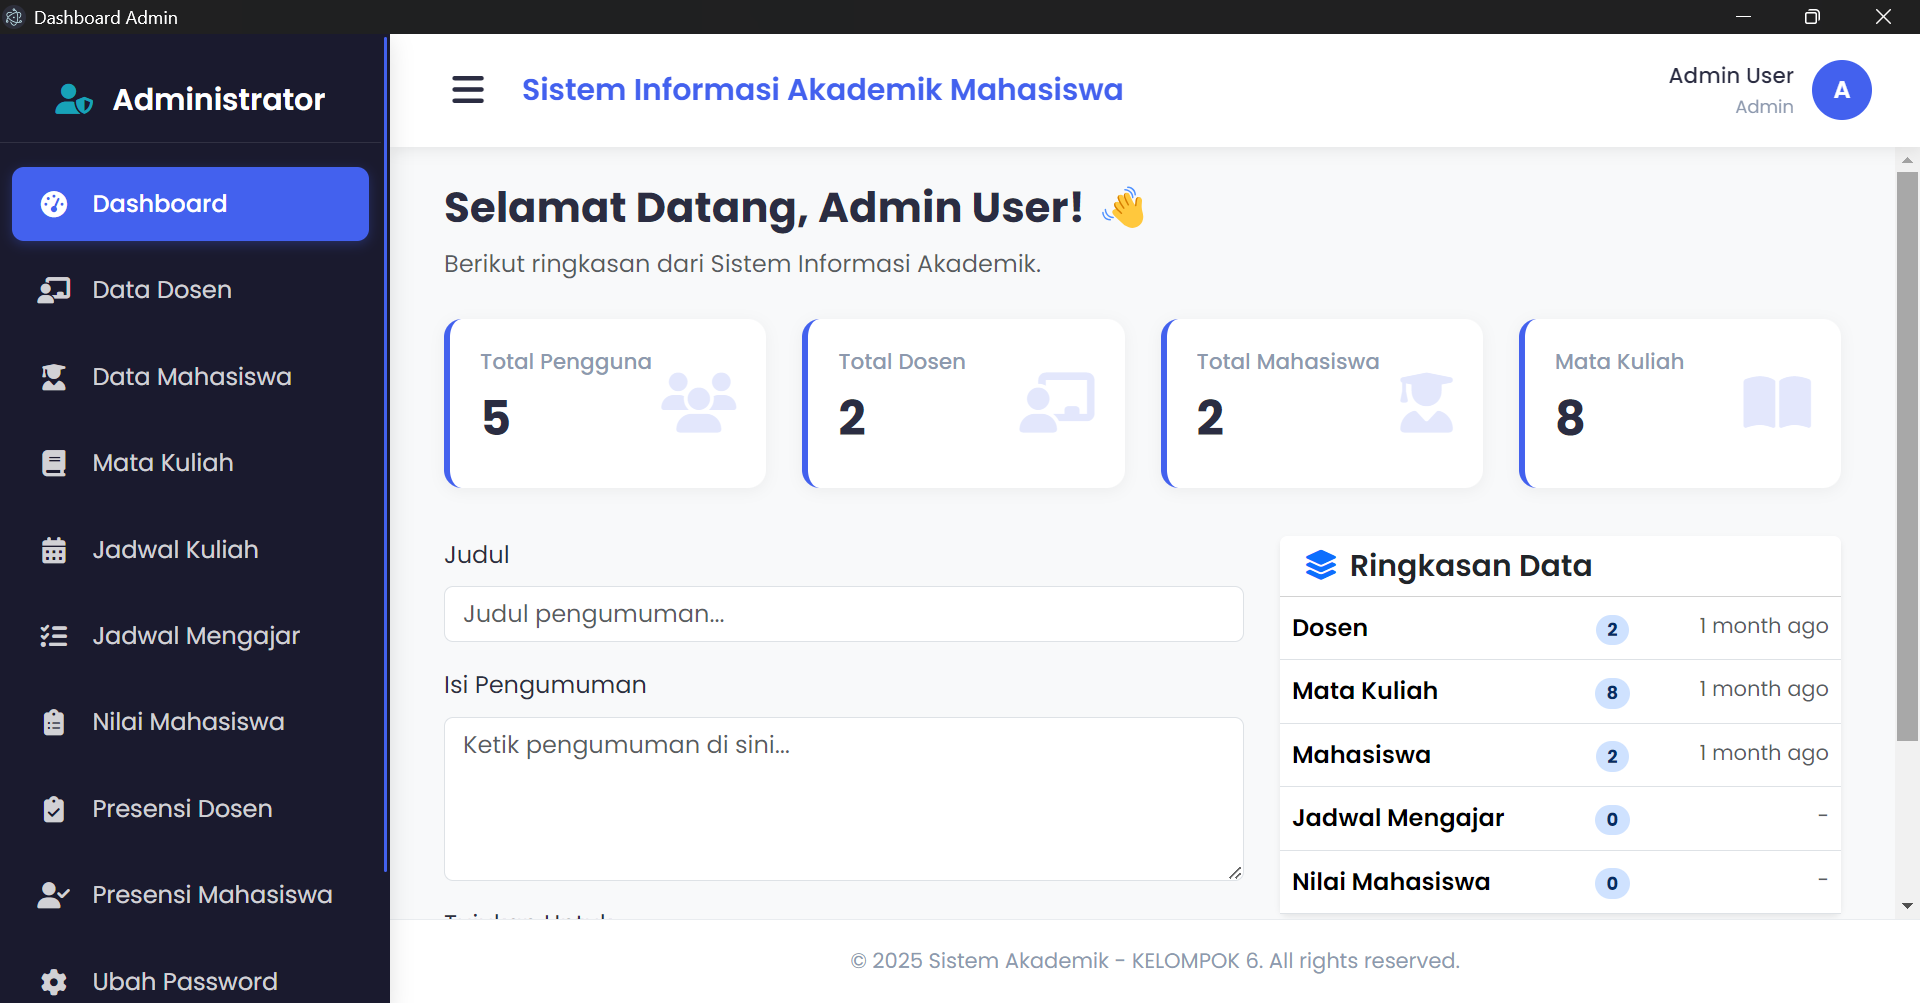 Dashboard Admin
Administrator
Dashboard
Data Dosen
Data Mahasiswa
Mata Kuliah
Jadwal Kuliah
Jadwal Mengajar
Nilai Mahasiswa
Presensi Dosen
Presensi Mahasiswa
Ubah Password
Sistem Informasi Akademik Mahasiswa
Admin User
Admin
A
Selamat Datang, Admin User! 👋
Berikut ringkasan dari Sistem Informasi Akademik.
Total Pengguna
5
Total Dosen
2
Total Mahasiswa
2
Mata Kuliah
8
Judul
Judul pengumuman...
Isi Pengumuman
Ketik pengumuman di sini...
Ringkasan Data
Dosen 2 1 month ago
Mata Kuliah 8 1 month ago
Mahasiswa 2 1 month ago
Jadwal Mengajar 0 -
Nilai Mahasiswa 0 -
© 2025 Sistem Akademik - KELOMPOK 6. All rights reserved.